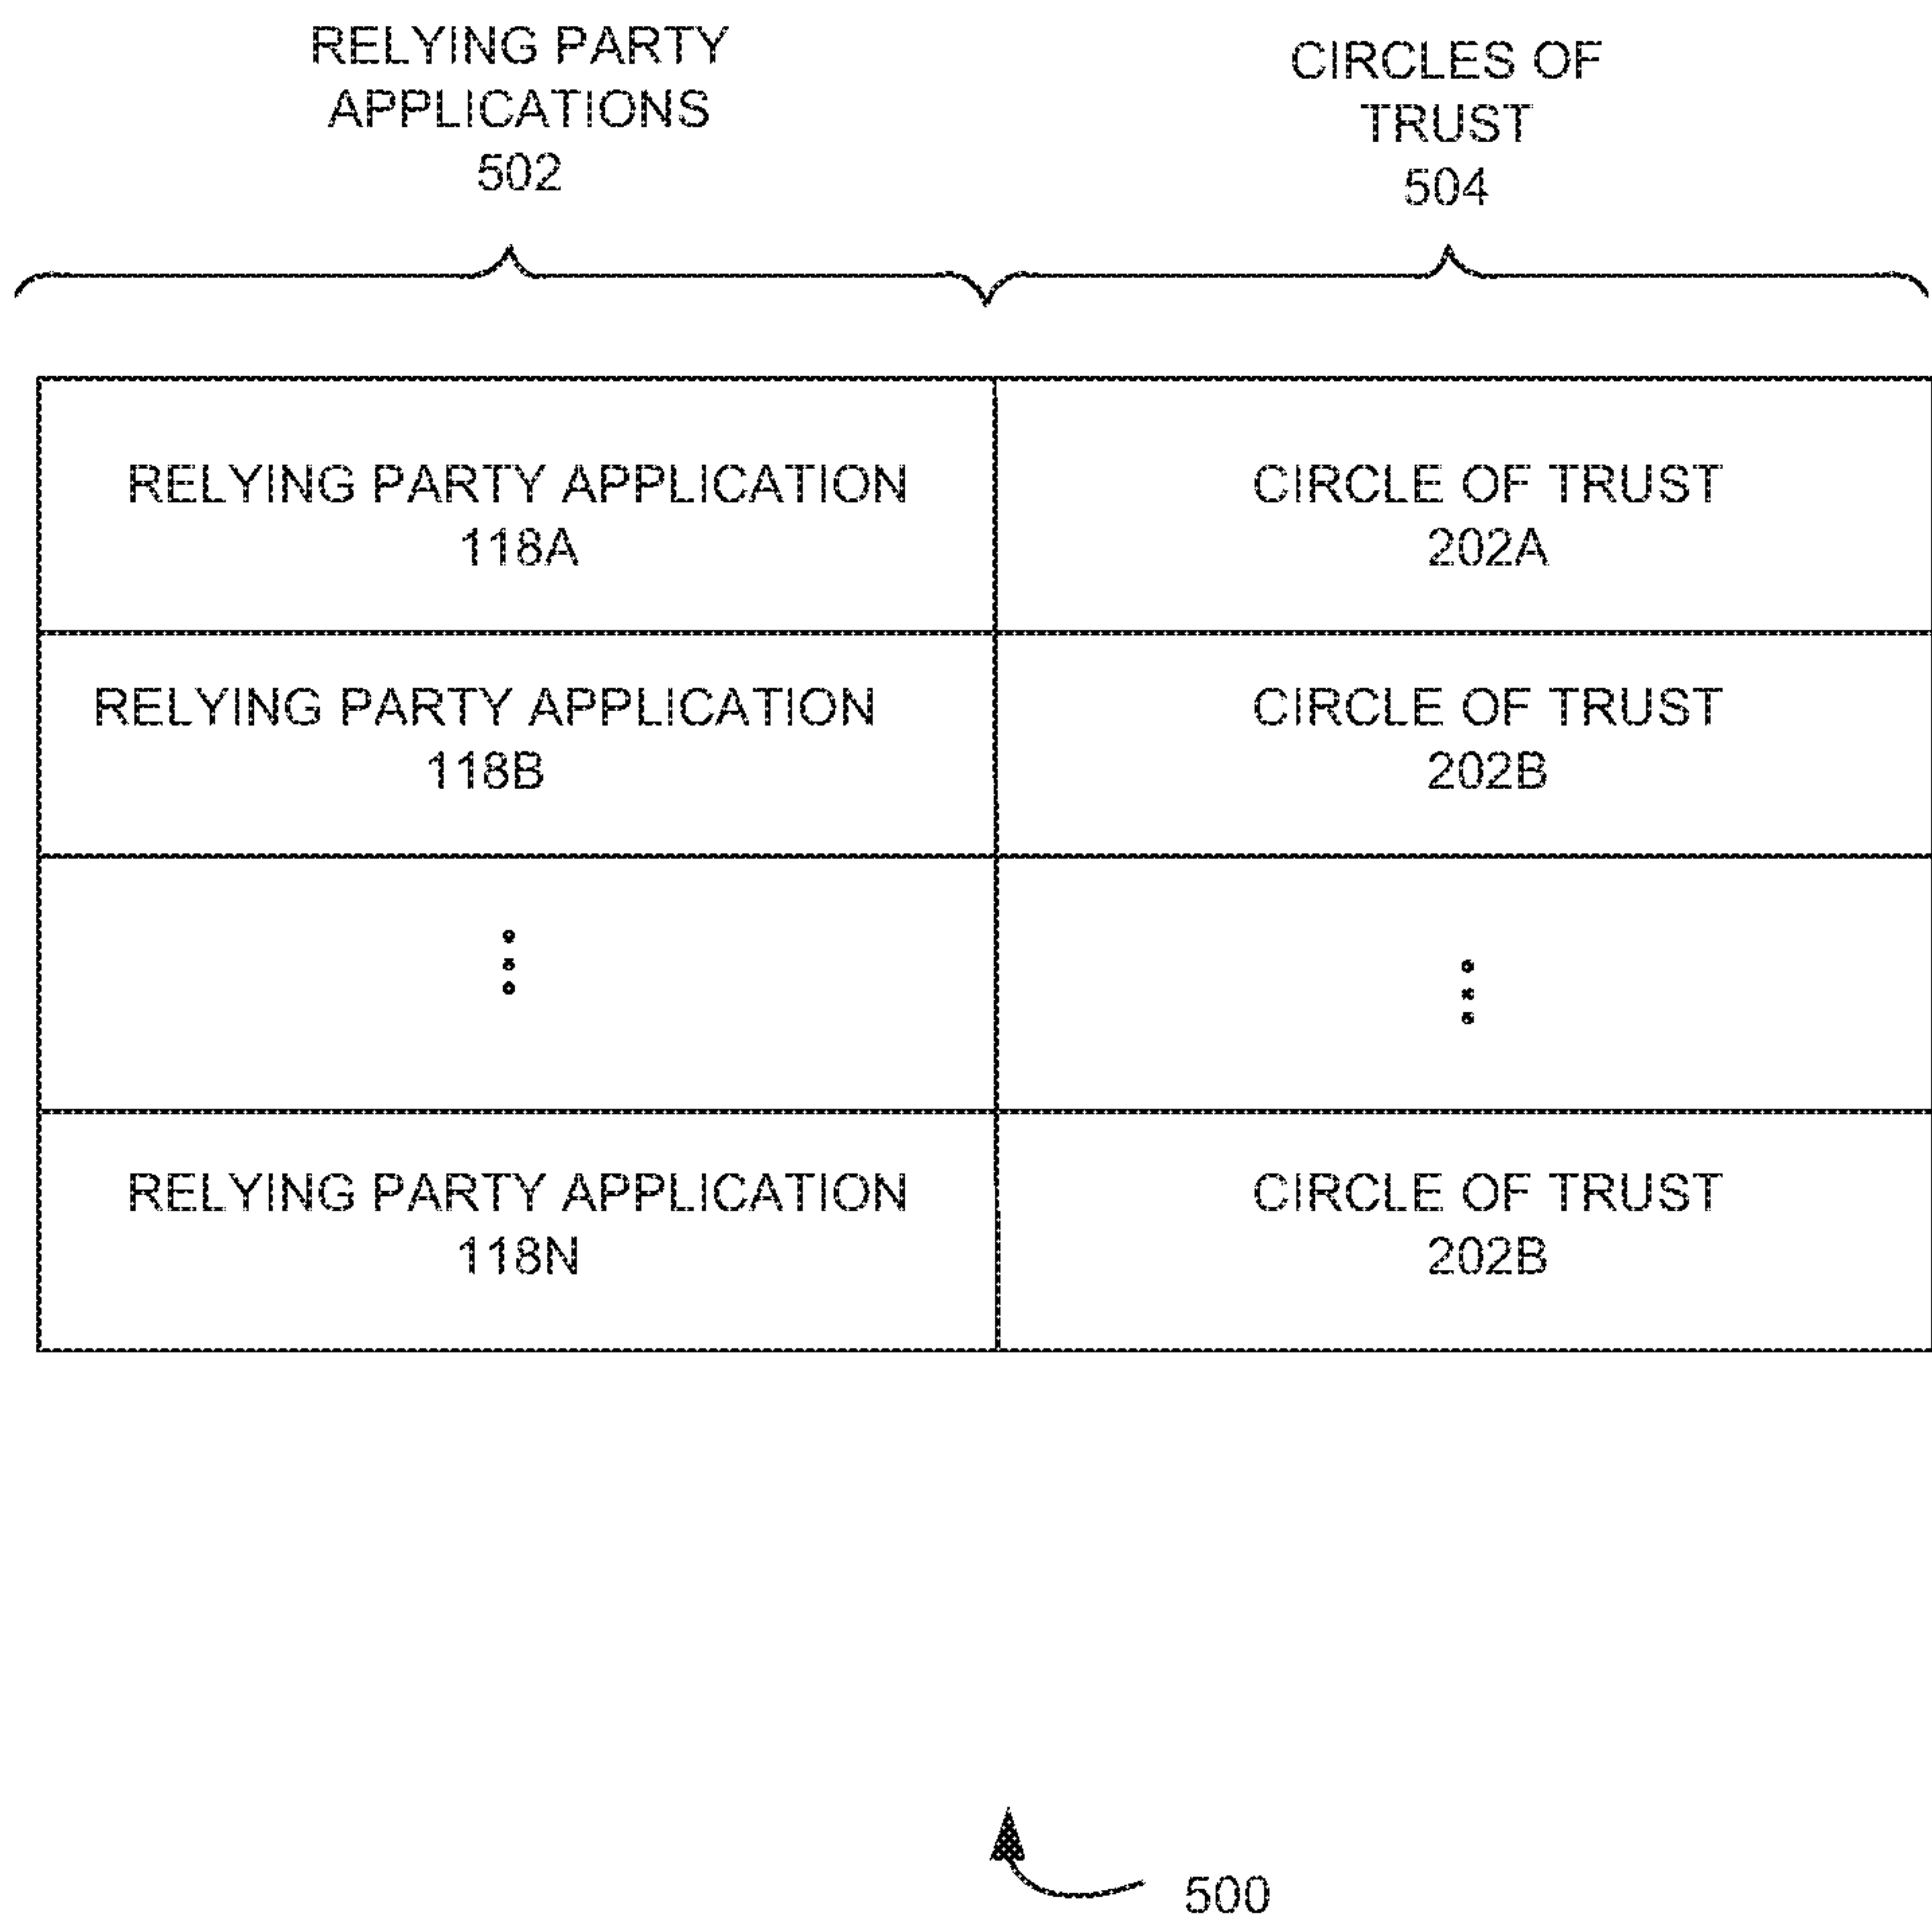 RELYING PARTY
APPLICATIONS
502
CIRCLES OF
TRUST
504
RELYING PARTY APPLICATION
118A
CIRCLE OF TRUST
202A
RELYING PARTY APPLICATION
118B
CIRCLE OF TRUST
202B
RELYING PARTY APPLICATION
118N
CIRCLE OF TRUST
202B
500